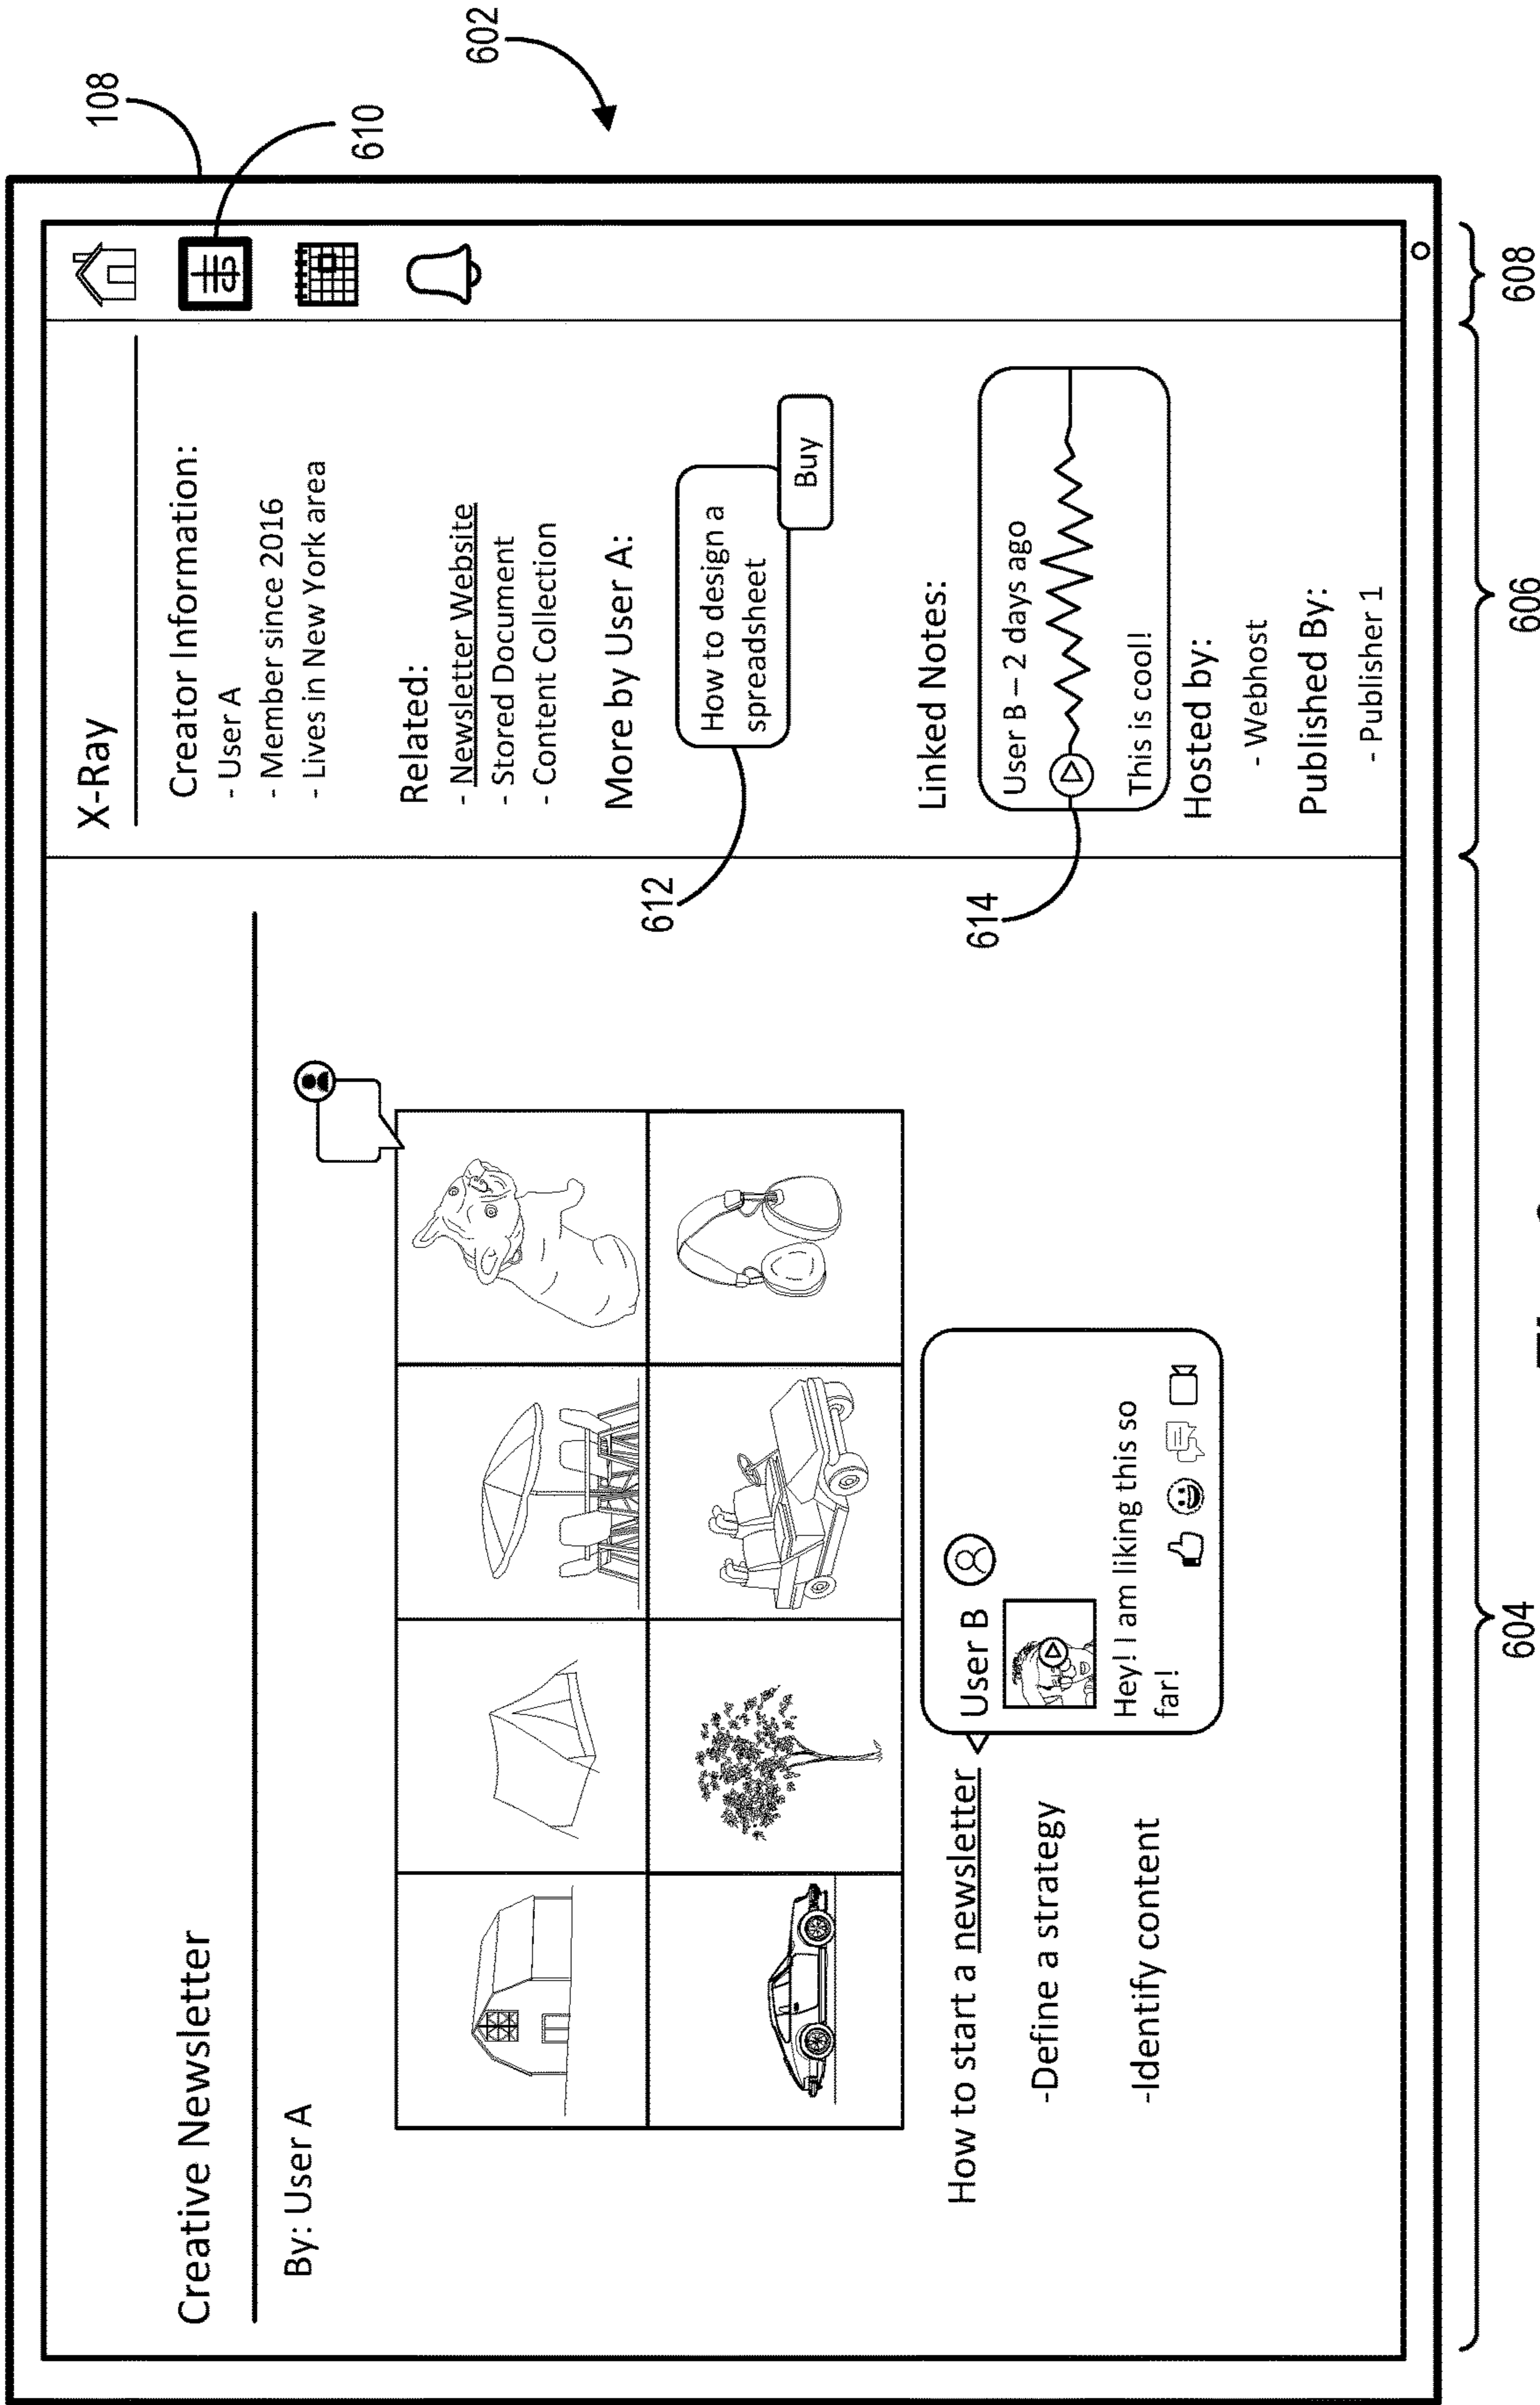 108
602
610
Creative Newsletter
By: User A
How to start a newsletter
-Define a strategy
-Identify content
User B
Hey! I am liking this so
far!
X-Ray
Creator Information:
- User A
- Member since 2016
- Lives in New York area
Related:
- Newsletter Website
- Stored Document
- Content Collection
More by User A:
612
How to design a
spreadsheet
Buy
Linked Notes:
614
User B – 2 days ago
This is cool!
Hosted by:
- Webhost
Published By:
- Publisher 1
604
606
608